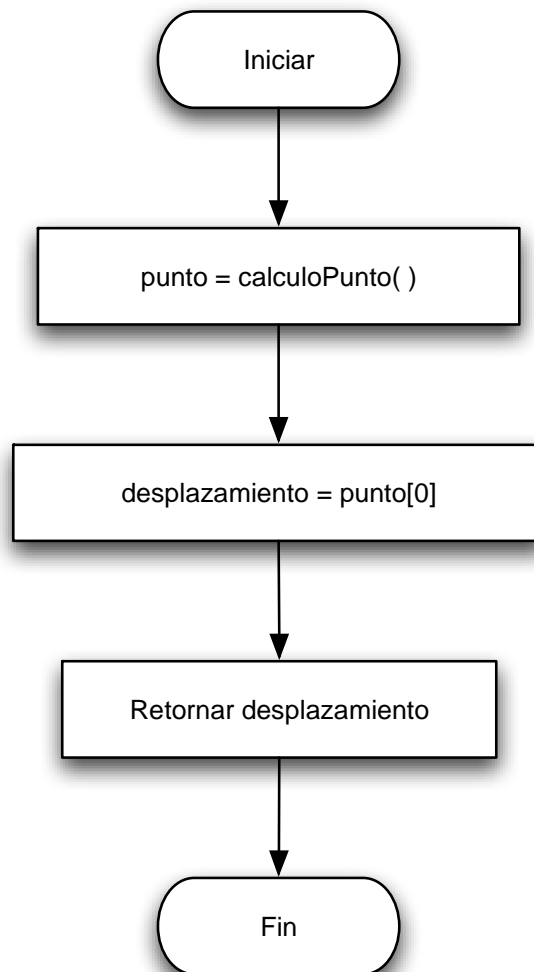 Iniciar
punto = calculoPunto( )
desplazamiento = punto[0]
Retornar desplazamiento
Fin